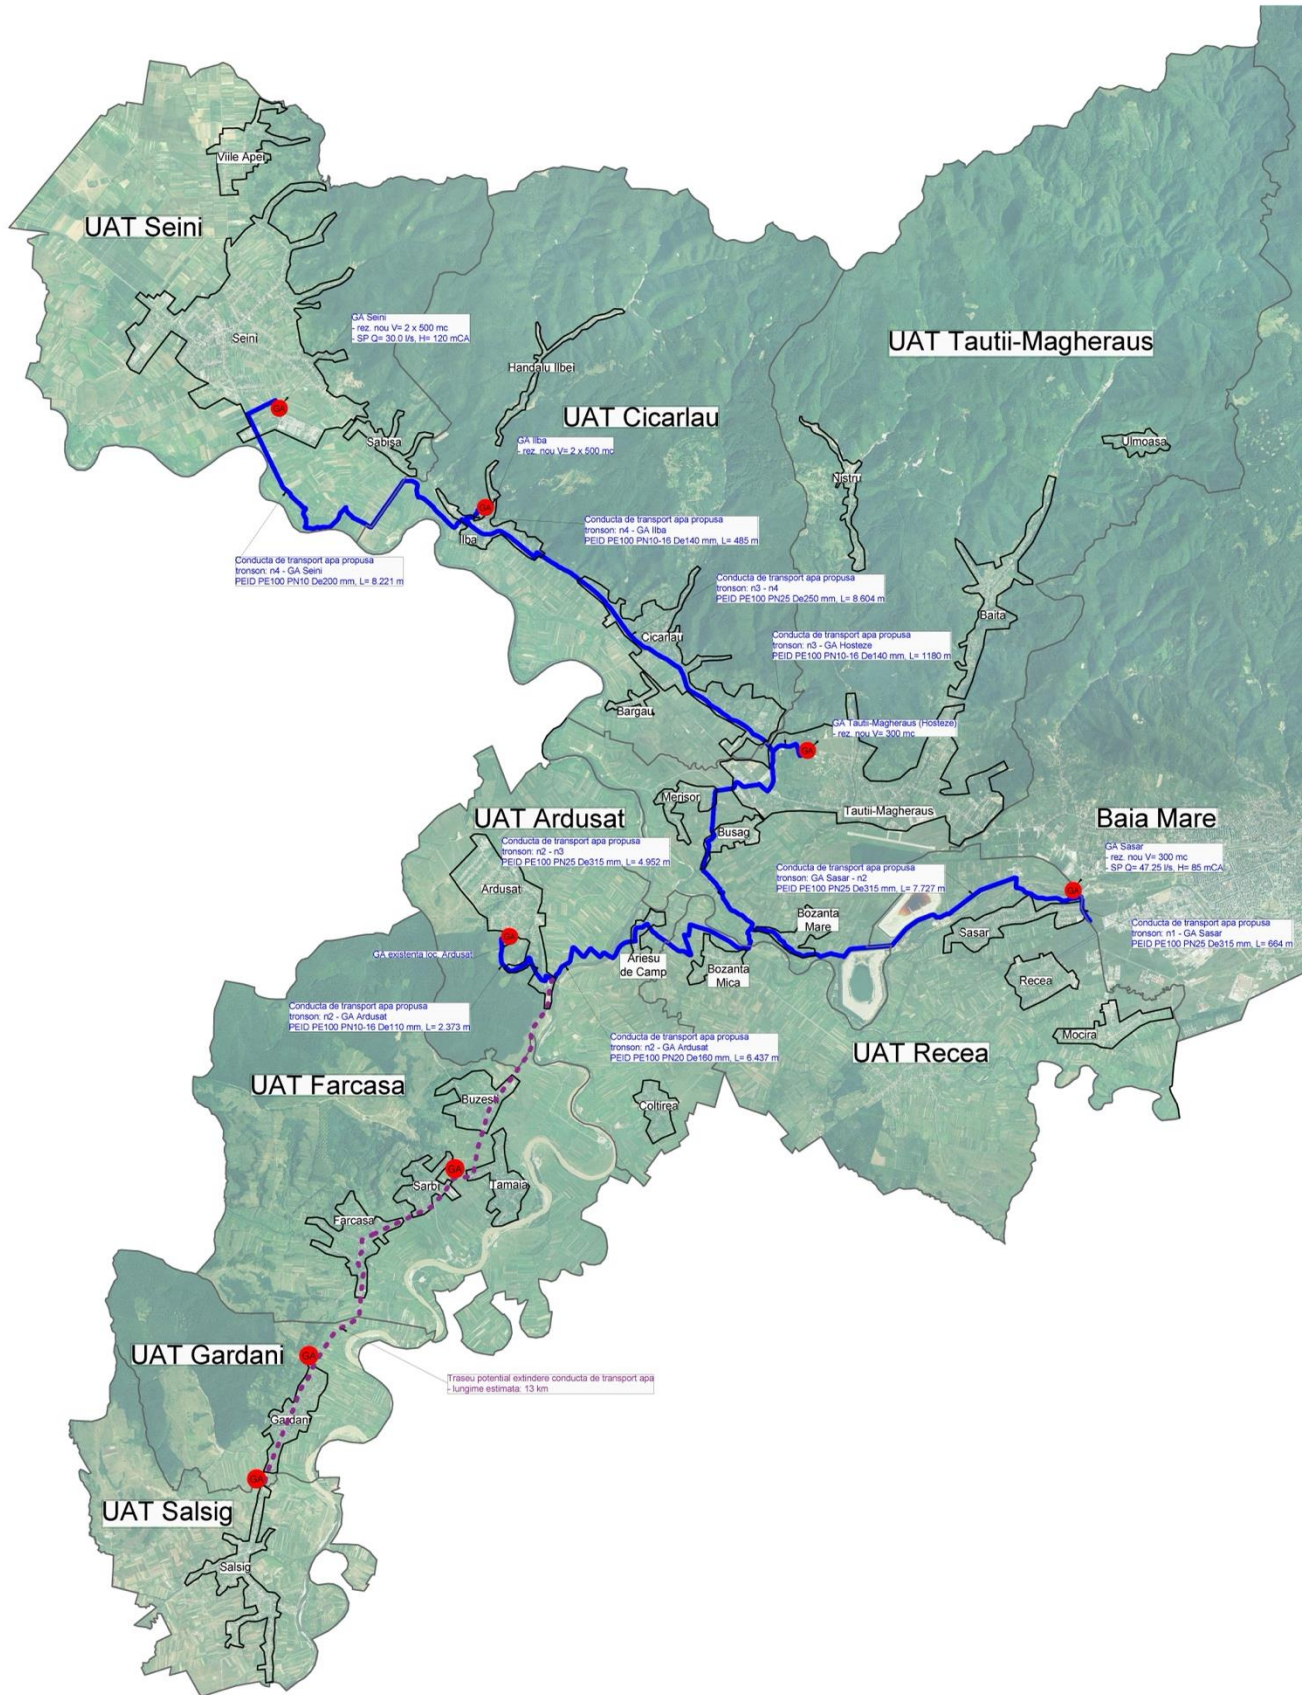 Viile Apei
UAT Seini
GA Seini
- rez. nou V= 2 x 500 mc
- SP Q= 30.0 l/s, H= 120 mCA
Seini
UAT Tautii-Magheraus
Handalu Ilbei
UAT Cicarlau
GA
Sabisa
GA Ilba
- rez. nou V= 2 x 500 mc
Ulmoasa
Nistru
GA
Ilba
Conducta de transport apa propusa
tronson: n4 - GA Ilba
PEID PE100 PN10-16 De140 mm, L= 485 m
Conducta de transport apa propusa
tronson: n4 - GA Seini
PEID PE100 PN10 De200 mm, L= 8.221 m
Conducta de transport apa propusa
tronson: n3 - n4
PEID PE100 PN25 De250 mm, L= 8.604 m
Baita
Cicarlau
Conducta de transport apa propusa
tronson: n3 - GA Hosteze
PEID PE100 PN10-16 De140 mm, L= 1180 m
Bargau
GA Tautii-Magheraus (Hosteze)
- rez. nou V= 300 mc
GA
Merisor
Tautii-Magheraus
UAT Ardusat
Busag
Baia Mare
Conducta de transport apa propusa
tronson: n2 - n3
PEID PE100 PN25 De315 mm, L= 4.952 m
GA Sasar
- rez. nou V= 300 mc
- SP Q= 47.25 l/s, H= 85 mCA
Conducta de transport apa propusa
tronson: GA Sasar - n2
PEID PE100 PN25 De315 mm, L= 7.727 m
Ardusat
GA
Bozanta
Mare
Sasar
Conducta de transport apa propusa
tronson: n1 - GA Sasar
PEID PE100 PN25 De315 mm, L= 664 m
GA
GA existenta loc. Ardusat
Ariesu
de Camp
Bozanta
Mica
Recea
Conducta de transport apa propusa
tronson: n2 - GA Ardusat
PEID PE100 PN10-16 De110 mm, L= 2.373 m
Mocira
Conducta de transport apa propusa
tronson: n2 - GA Ardusat
PEID PE100 PN20 De160 mm, L= 6.437 m
UAT Recea
UAT Farcasa
Buzesti
Coltirea
GA
Sarbi
Tamaia
Farcasa
UAT Gardani
GA
Traseu potential extindere conducta de transport apa
- lungime estimata: 13 km
Gardani
GA
UAT Salsig
Salsig